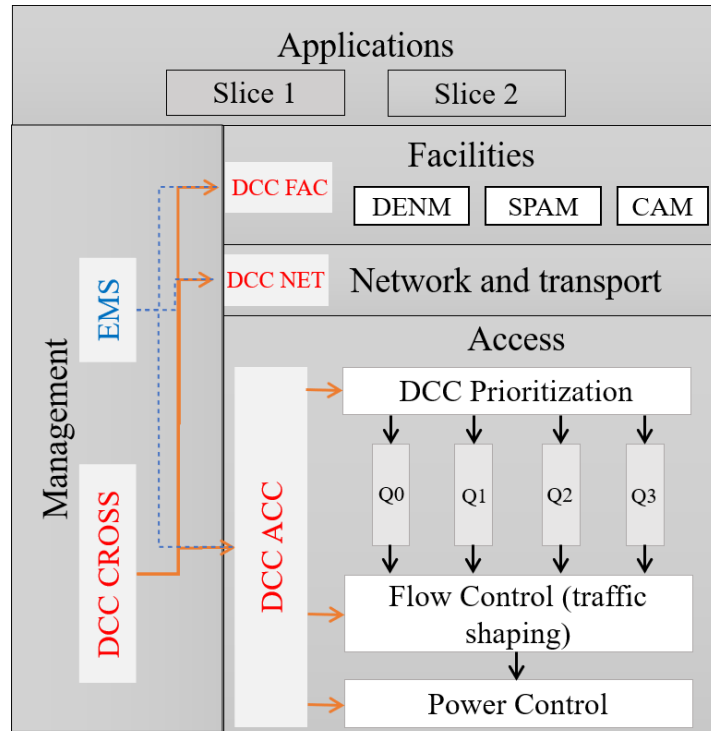 Applications
Slice 1
Slice 2
Management
EMS
DCC CROSS
Facilities
DCC FAC
DENM
SPAM
CAM
DCC NET
Network and transport
Access
DCC ACC
DCC Prioritization
Q0
Q1
Q2
Q3
Flow Control (traffic
shaping)
Power Control